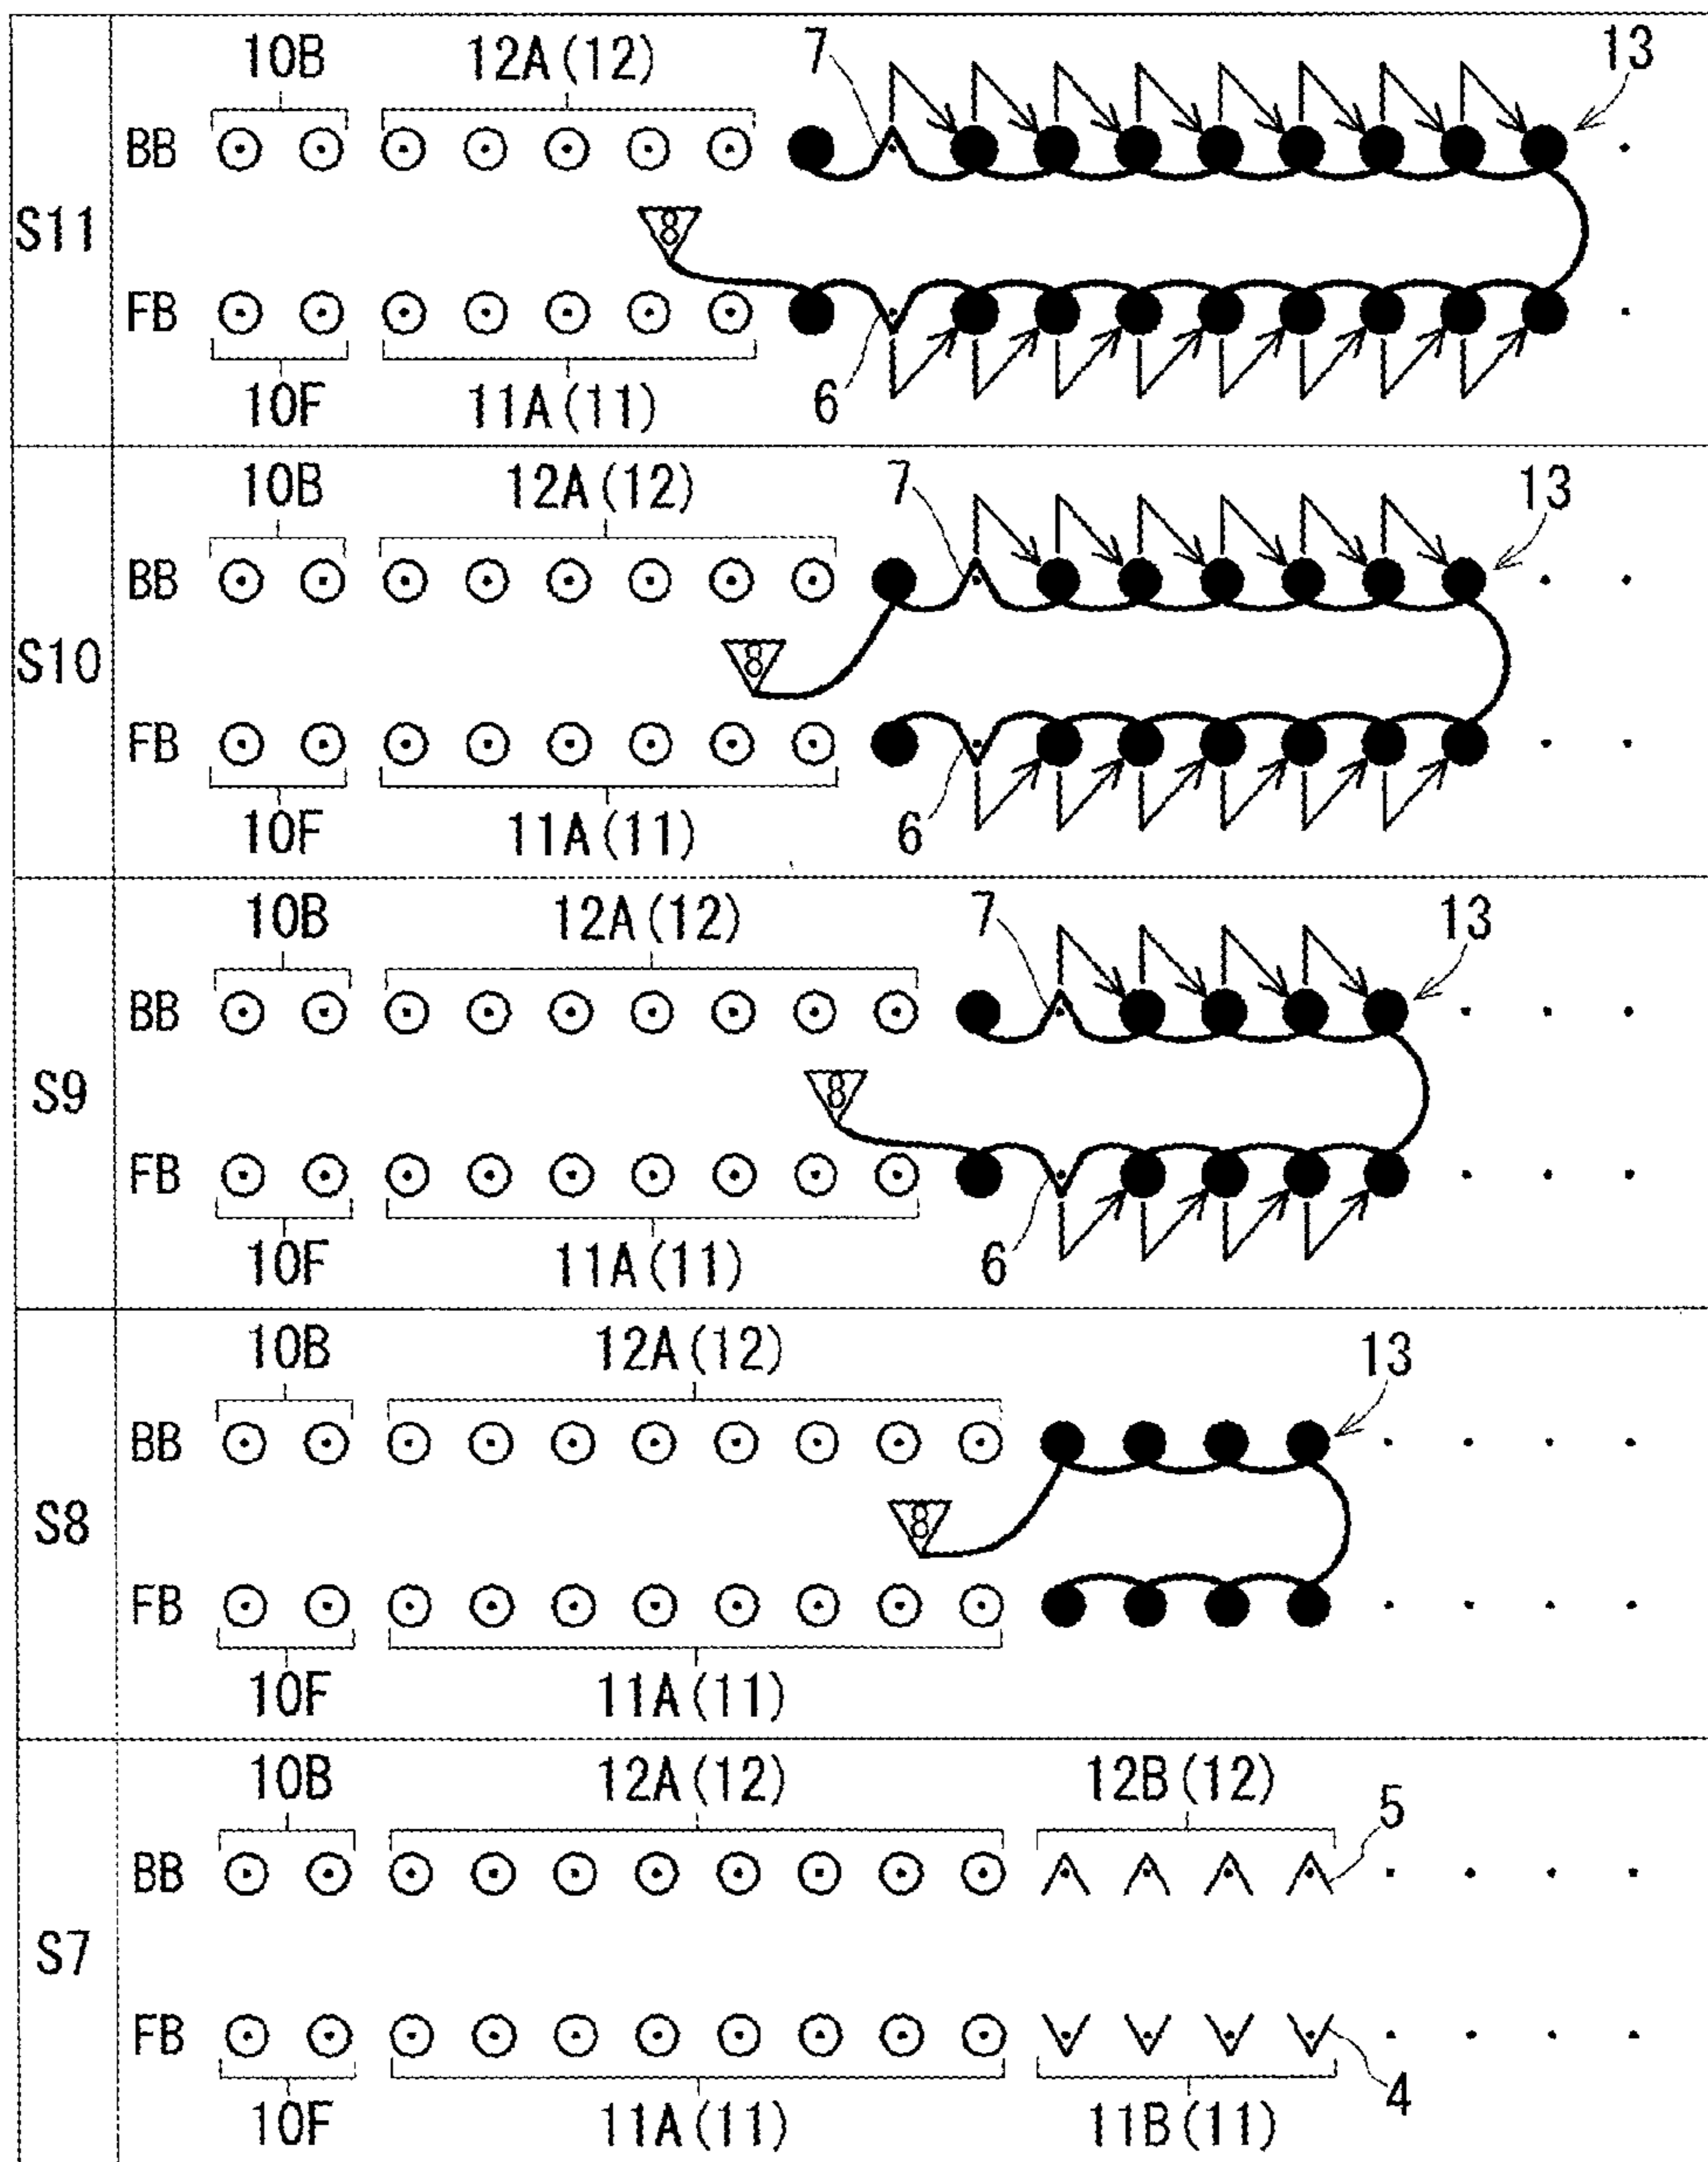 S11
10B 12A(12) 7 13
BB
8
FB
10F 11A(11) 6
S10
10B 12A(12) 7 13
BB
8
FB
10F 11A(11) 6
S9
10B 12A(12) 7 13
BB
8
FB
10F 11A(11) 6
S8
10B 12A(12) 13
BB
8
FB
10F 11A(11)
S7
10B 12A(12) 12B(12) 5
BB
FB
10F 11A(11) 11B(11) 4